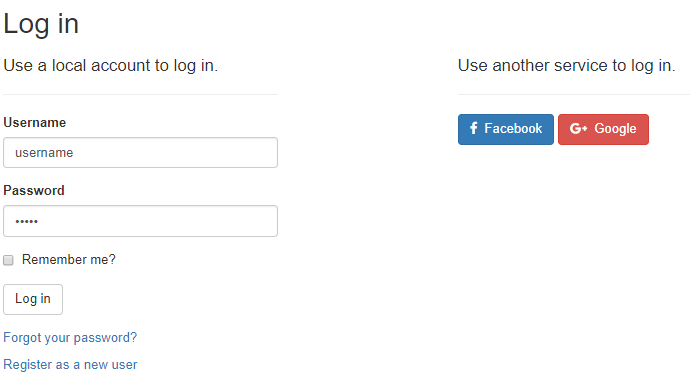 Log in
Use a local account to log in.
Username
username
Password
•••••
Remember me?
Log in
Forgot your password?
Register as a new user
Use another service to log in.
Facebook
G+ Google